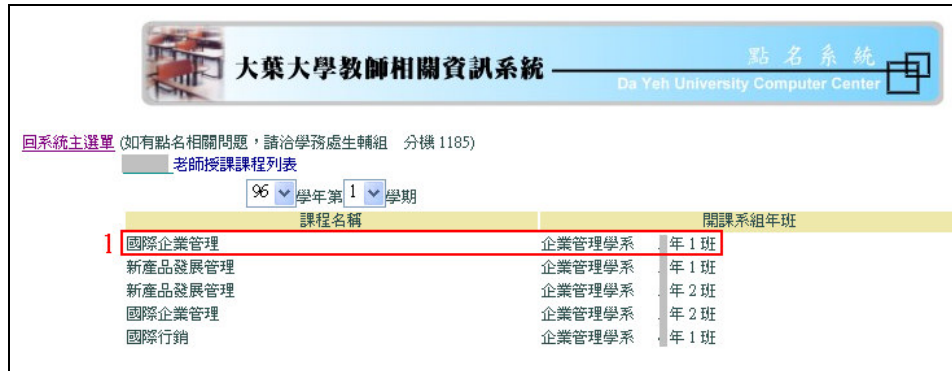 大葉大學教師相關資訊系統
點名系統
Da Yeh University Computer Center
回系統主選單 (如有點名相關問題，請洽學務處生輔組 分機 1185)
老師授課課程列表
96 學年第 1 學期
課程名稱 開課系組年班
1 國際企業管理 企業管理學系 年 1 班
新產品發展管理 企業管理學系 年 1 班
新產品發展管理 企業管理學系 年 2 班
國際企業管理 企業管理學系 年 2 班
國際行銷 企業管理學系 年 1 班